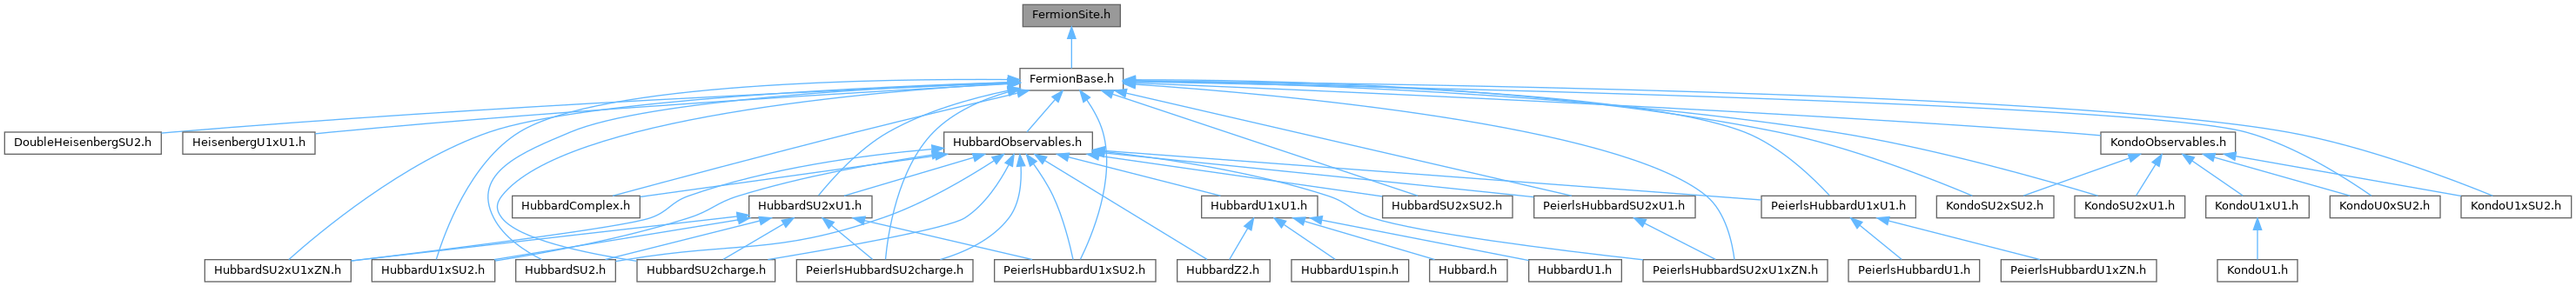 FermionSite.h
FermionBase.h
DoubleHeisenbergSU2.h
HeisenbergU1xU1.h
HubbardObservables.h
KondoObservables.h
HubbardComplex.h
HubbardSU2xU1.h
HubbardU1xU1.h
HubbardSU2xSU2.h
PeierlsHubbardSU2xU1.h
PeierlsHubbardU1xU1.h
KondoSU2xSU2.h
KondoSU2xU1.h
KondoU1xU1.h
KondoU0xSU2.h
KondoU1xSU2.h
HubbardSU2xU1xZN.h
HubbardU1xSU2.h
HubbardSU2.h
HubbardSU2charge.h
PeierlsHubbardSU2charge.h
PeierlsHubbardU1xSU2.h
HubbardZ2.h
HubbardU1spin.h
Hubbard.h
HubbardU1.h
PeierlsHubbardSU2xU1xZN.h
PeierlsHubbardU1.h
PeierlsHubbardU1xZN.h
KondoU1.h